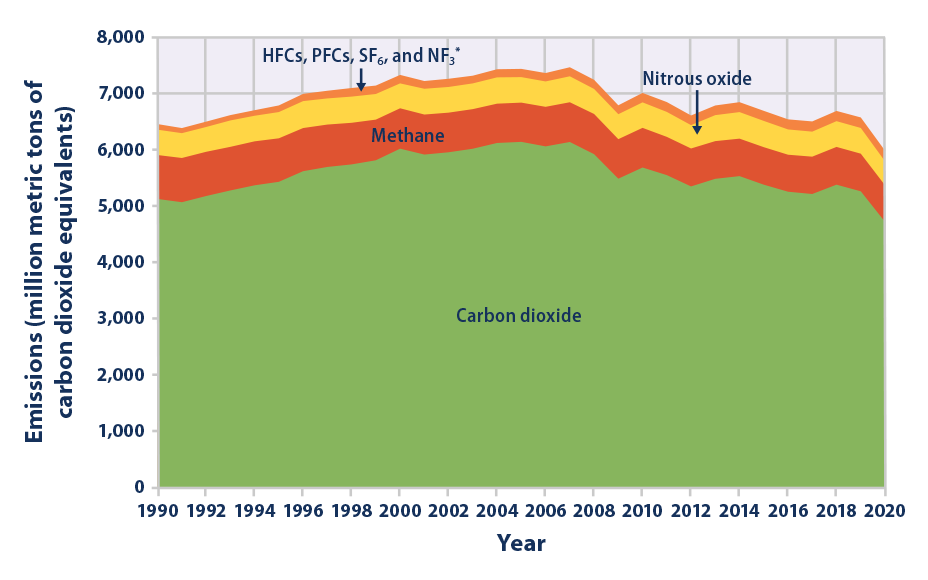 8,000
7,000
6,000
5,000
4,000
3,000
2,000
1,000
0
Emissions (million metric tons of
carbon dioxide equivalents)
HFCs, PFCs, SF₆, and NF₃*
Nitrous oxide
Methane
Carbon dioxide
1990 1992 1994 1996 1998 2000 2002 2004 2006 2008 2010 2012 2014 2016 2018 2020
Year